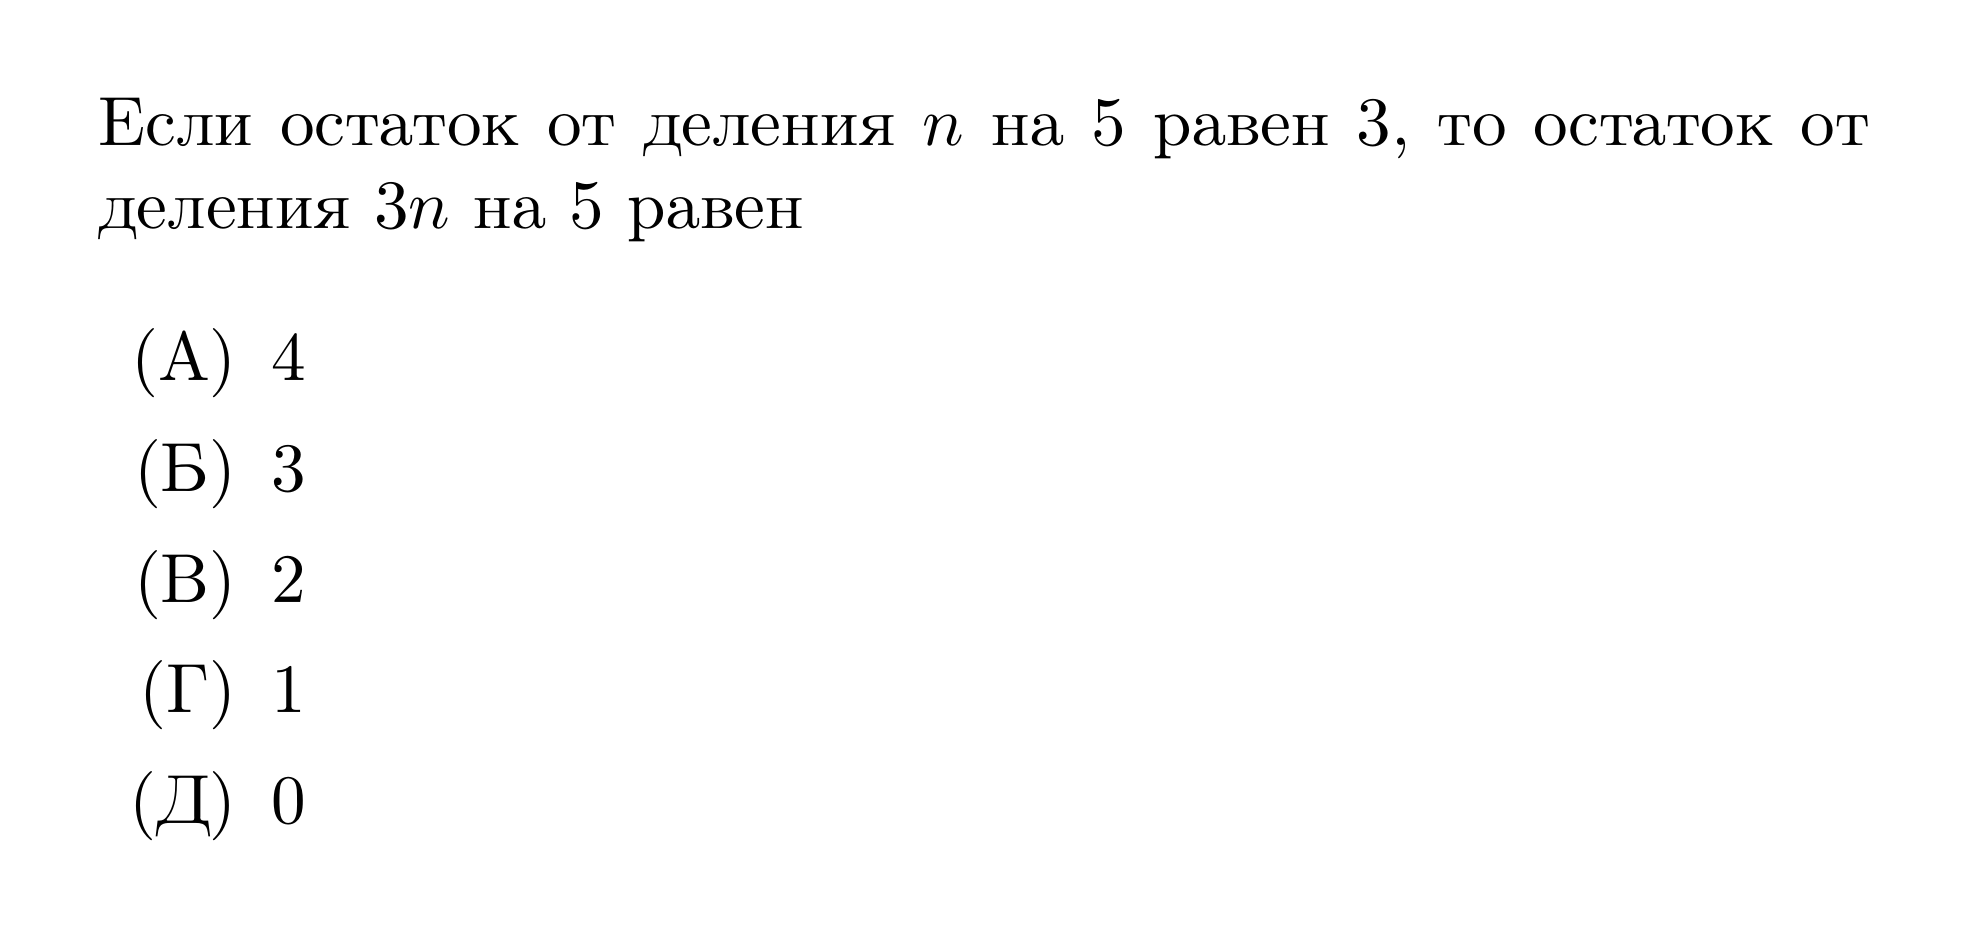 Если остаток от деления n на 5 равен 3, то остаток от
деления 3n на 5 равен
(А) 4
(Б) 3
(В) 2
(Г) 1
(Д) 0